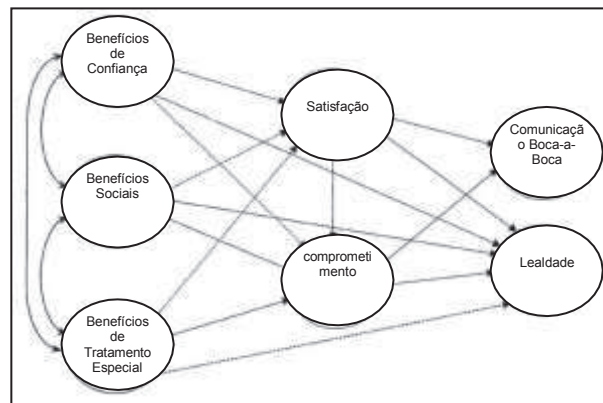 Benefícios
de
Confiança
Satisfação
Comunicaçã
o Boca-a-
Boca
Benefícios
Sociais
comprometi
mento
Lealdade
Benefícios
de
Tratamento
Especial